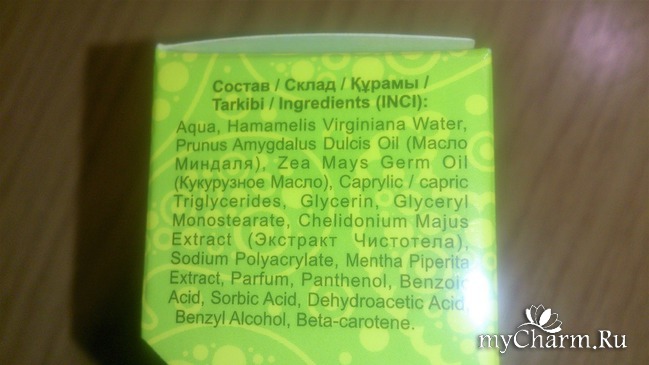 Состав / Склад / Құрамы /
Tarkibi / Ingredients (INCI):
Aqua, Hamamelis Virginiana Water,
Prunus Amygdalus Dulcis Oil (Масло
Миндаля), Zea Mays Germ Oil
(Кукурузное Масло), Caprylic / capric
Triglycerides, Glycerin, Glyceryl
Monostearate, Chelidonium Majus
Extract (Экстракт Чистотела),
Sodium Polyacrylate, Mentha Piperita
Extract, Parfum, Panthenol, Benzoic
Acid, Sorbic Acid, Dehydroacetic Acid,
Benzyl Alcohol, Beta-carotene.
myCharm.Ru